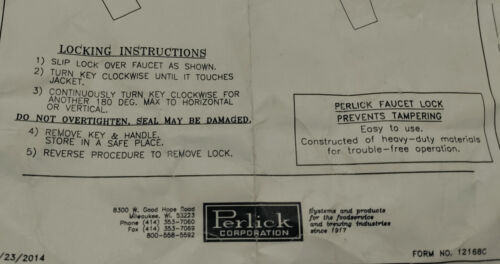 LOCKING INSTRUCTIONS
1) SLIP LOCK OVER FAUCET AS SHOWN.
2) TURN KEY CLOCKWISE UNTIL IT TOUCHES
JACKET.
3) CONTINUOUSLY TURN KEY CLOCKWISE FOR
ANOTHER 180 DEG. MAX TO HORIZONTAL
OR VERTICAL.
DO NOT OVERTIGHTEN, SEAL MAY BE DAMAGED.
4) REMOVE KEY & HANDLE.
STORE IN A SAFE PLACE.
5) REVERSE PROCEDURE TO REMOVE LOCK.
PERLICK FAUCET LOCK
PREVENTS TAMPERING
Easy to use.
Constructed of heavy-duty materials
for trouble-free operation.
8300 W. Good Hope Road
Milwaukee, WI. 53223
Phone (414) 353-7060
Fax (414) 353-7069
800-558-5592
Perlick
CORPORATION
Systems and products
for the foodservice
and brewing industries
since 1917
/23/2014
FORM NO. 12168C